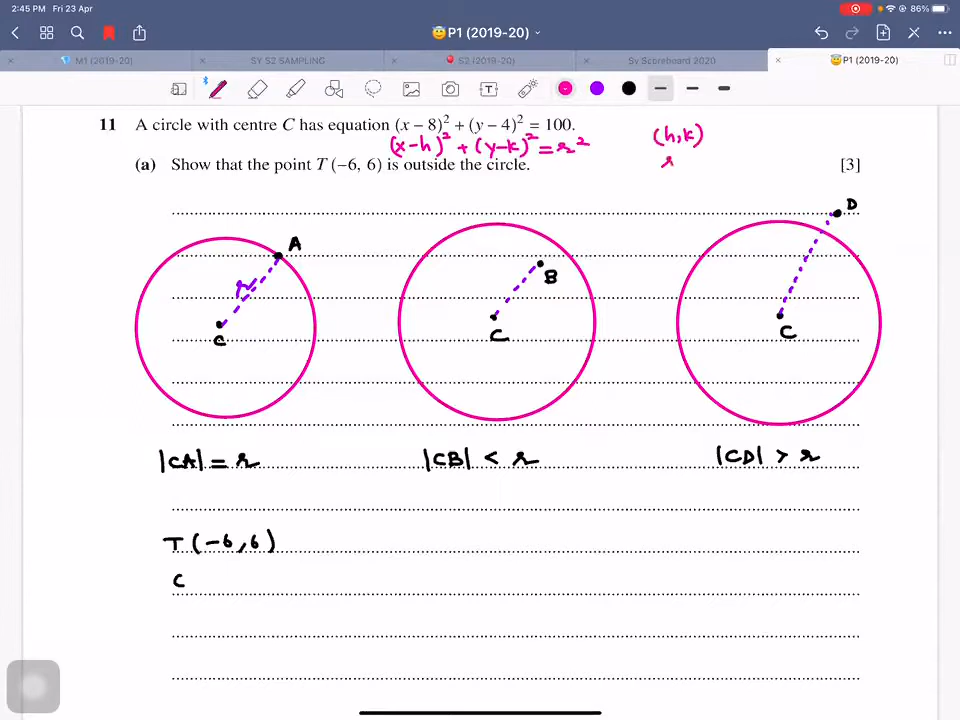 2:45 PM Fri 23 Apr 86%
😇P1 (2019-20)
M1 (2019-20) SY S2 SAMPLING S2 (2019-20) Sv Scoreboard 2020 😇P1 (2019-20)
11 A circle with centre C has equation (x − 8)² + (y − 4)² = 100.
(x-h)² + (y-k)² = r² (h,k)
(a) Show that the point T (−6, 6) is outside the circle. [3]
r
D
A
B
r
C C C
|CA| = r |CB| < r |CD| > r
T (-6,6)
C